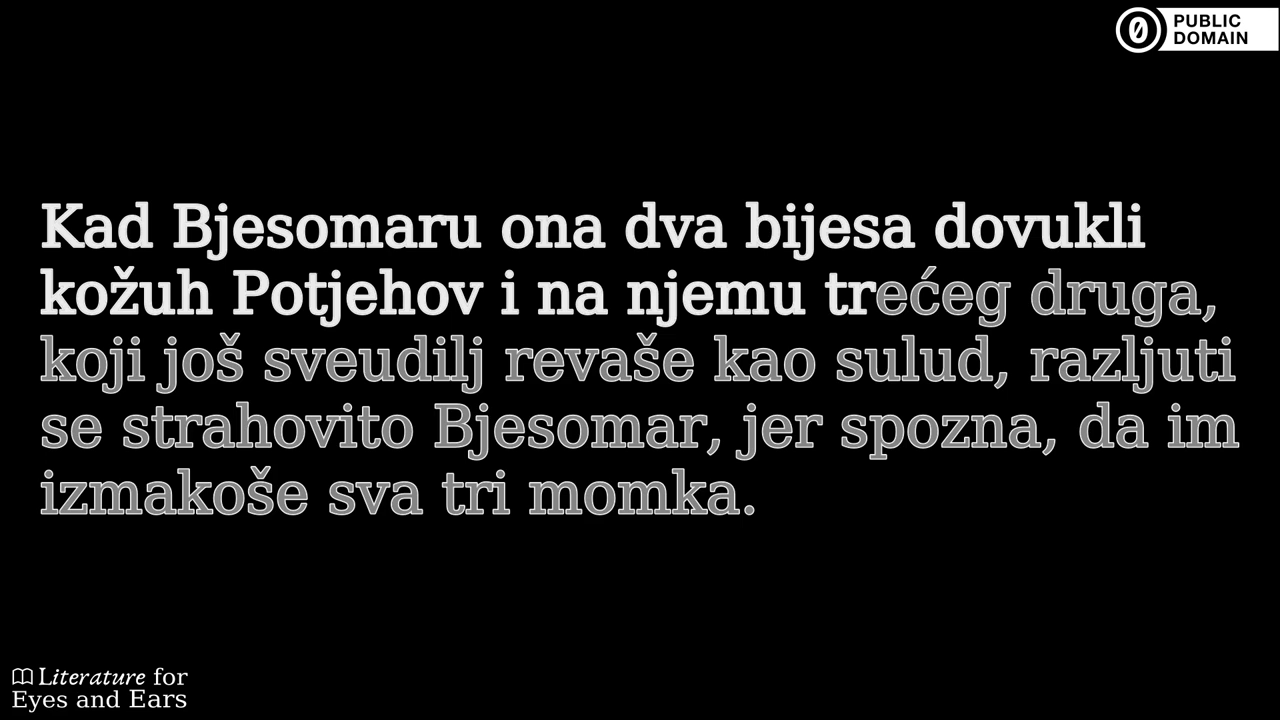 PUBLIC
DOMAIN
Kad Bjesomaru ona dva bijesa dovukli
kožuh Potjehov i na njemu trećeg druga,
koji još sveudilj revaše kao sulud, razljuti
se strahovito Bjesomar, jer spozna, da im
izmakoše sva tri momka.
Literature for
Eyes and Ears